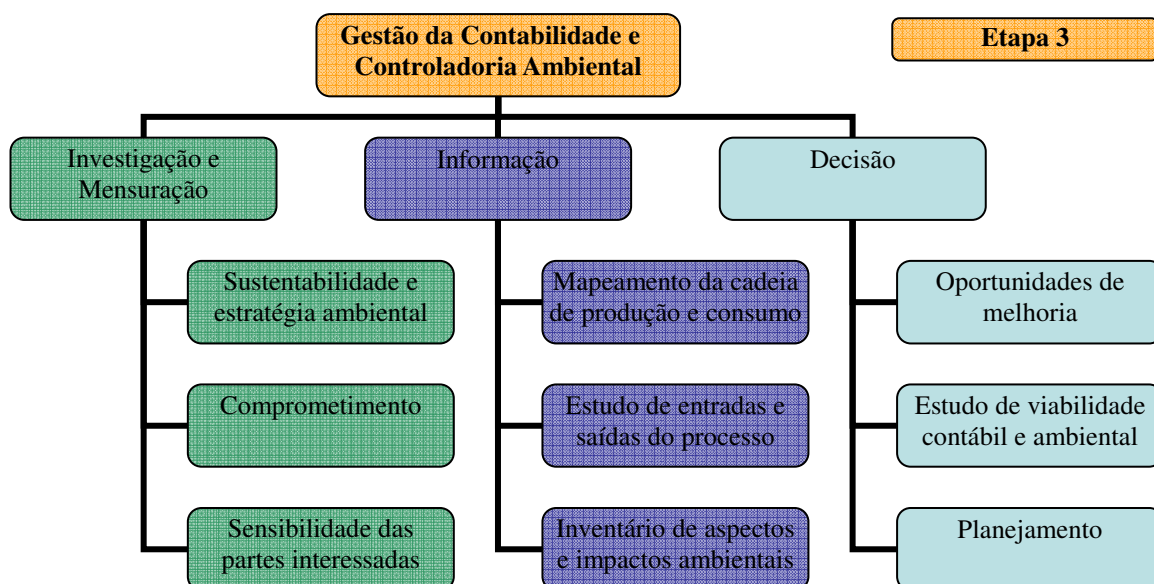 Gestão da Contabilidade e
Controladoria Ambiental
Etapa 3
Investigação e
Mensuração
Informação
Decisão
Sustentabilidade e
estratégia ambiental
Mapeamento da cadeia
de produção e consumo
Oportunidades de
melhoria
Comprometimento
Estudo de entradas e
saídas do processo
Estudo de viabilidade
contábil e ambiental
Sensibilidade das
partes interessadas
Inventário de aspectos
e impactos ambientais
Planejamento